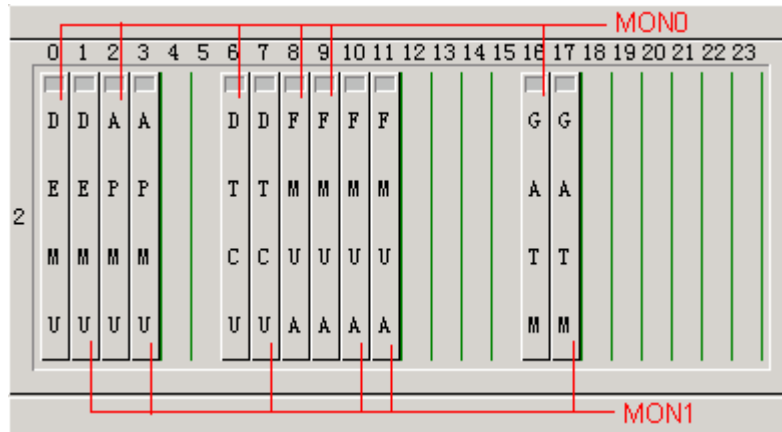 MON0
0 1 2 3 4 5 6 7 8 9 10 11 12 13 14 15 16 17 18 19 20 21 22 23
D D A A D D F F F F G G
E E P P T T M M M M A A
2
M M M M C C U U U U T T
U U U U U U A A A A M M
MON1